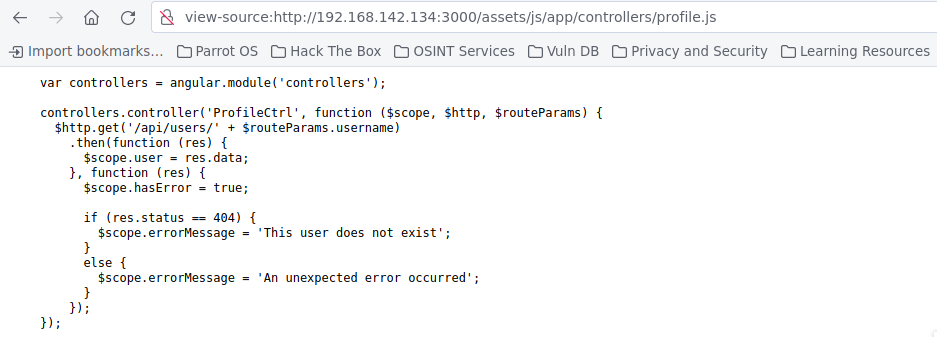 view-source:http://192.168.142.134:3000/assets/js/app/controllers/profile.js
Import bookmarks... Parrot OS Hack The Box OSINT Services Vuln DB Privacy and Security Learning Resources
var controllers = angular.module('controllers');
controllers.controller('ProfileCtrl', function ($scope, $http, $routeParams) {
  $http.get('/api/users/' + $routeParams.username)
    .then(function (res) {
      $scope.user = res.data;
    }, function (res) {
      $scope.hasError = true;
      if (res.status == 404) {
        $scope.errorMessage = 'This user does not exist';
      }
      else {
        $scope.errorMessage = 'An unexpected error occurred';
      }
    });
});